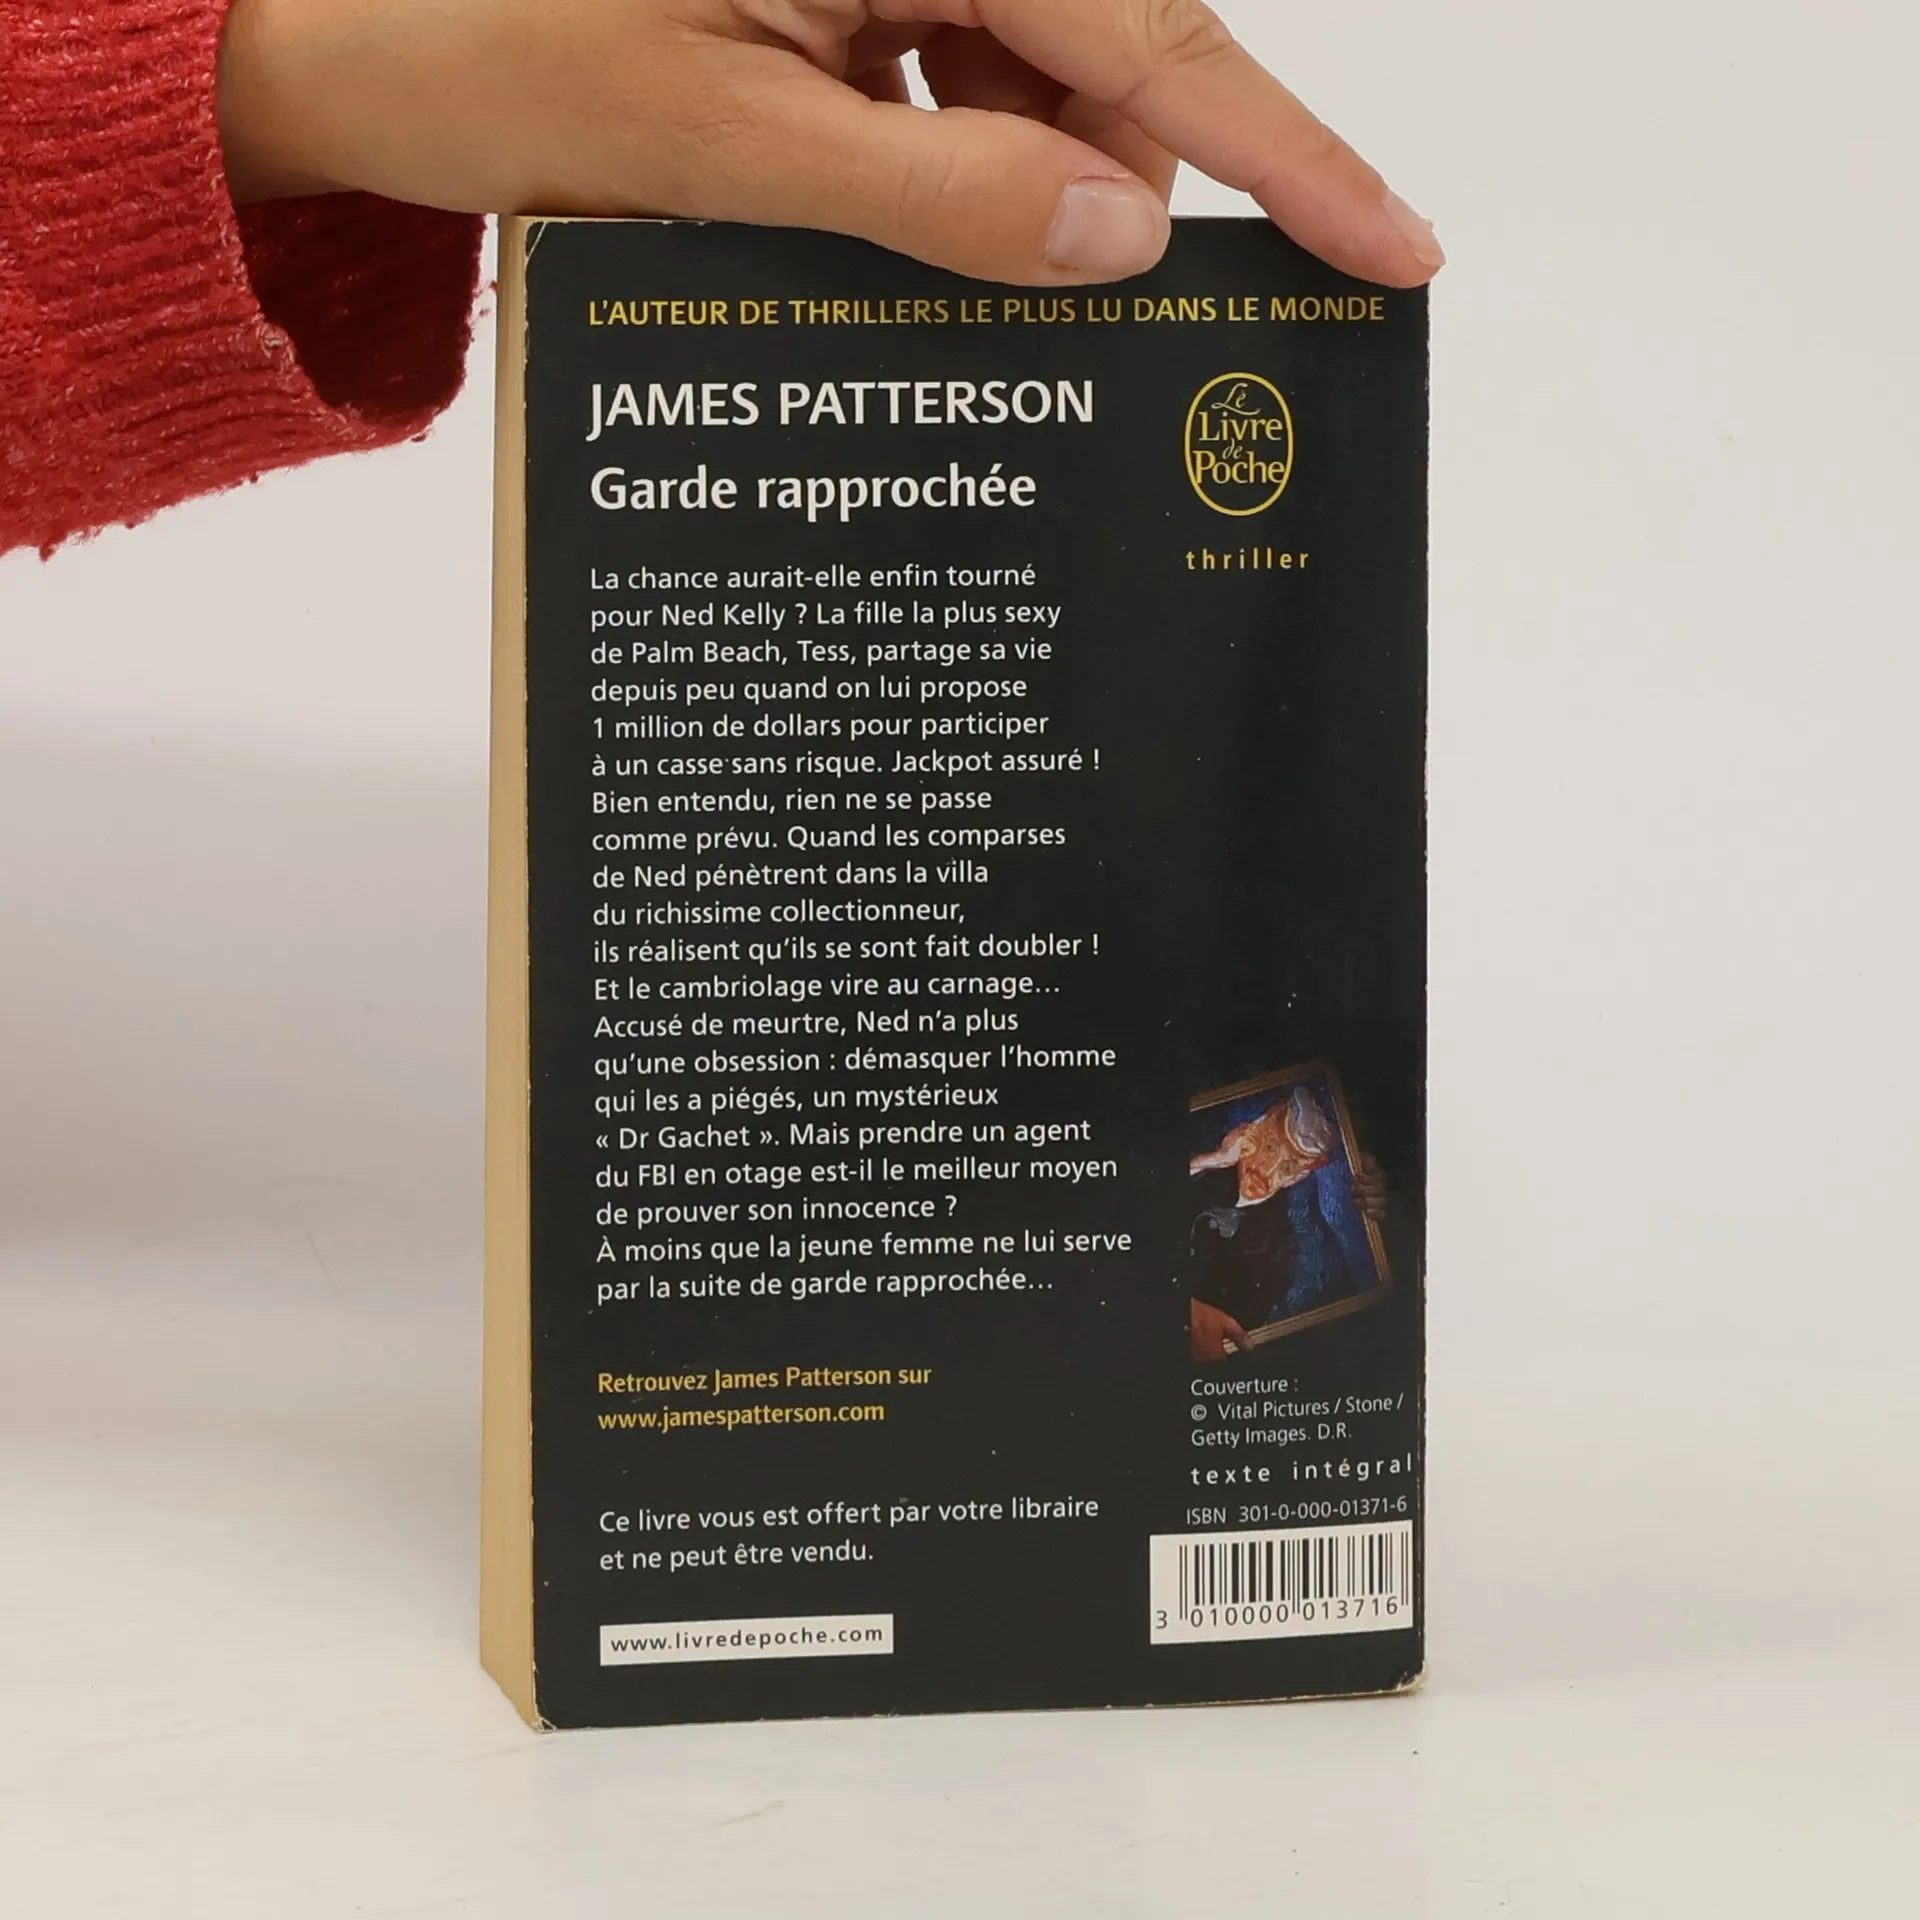 L'AUTEUR DE THRILLERS LE PLUS LU DANS LE MONDE
JAMES PATTERSON
Garde rapprochée
Le
Livre
de
Poche
thriller
La chance aurait-elle enfin tourné
pour Ned Kelly ? La fille la plus sexy
de Palm Beach, Tess, partage sa vie
depuis peu quand on lui propose
1 million de dollars pour participer
à un casse sans risque. Jackpot assuré !
Bien entendu, rien ne se passe
comme prévu. Quand les comparses
de Ned pénètrent dans la villa
du richissime collectionneur,
ils réalisent qu'ils se sont fait doubler !
Et le cambriolage vire au carnage...
Accusé de meurtre, Ned n'a plus
qu'une obsession : démasquer l'homme
qui les a piégés, un mystérieux
« Dr Gachet ». Mais prendre un agent
du FBI en otage est-il le meilleur moyen
de prouver son innocence ?
À moins que la jeune femme ne lui serve
par la suite de garde rapprochée...
Retrouvez James Patterson sur
www.jamespatterson.com
Ce livre vous est offert par votre libraire
et ne peut être vendu.
www.livredepoche.com
Couverture :
© Vital Pictures / Stone /
Getty Images. D.R.
texte intégral
ISBN 301-0-000-01371-6
3 010000 013716